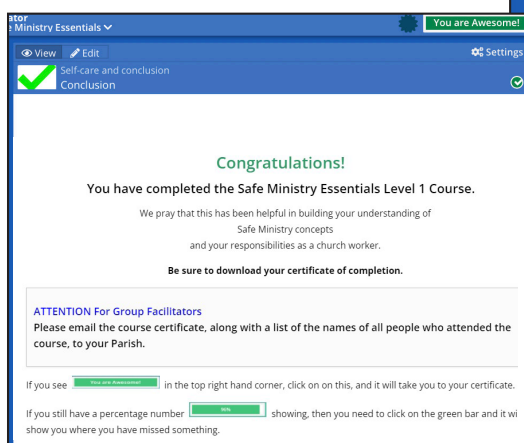 ator
e Ministry Essentials
You are Awesome!
View Edit Settings
Self-care and conclusion
Conclusion
Congratulations!
You have completed the Safe Ministry Essentials Level 1 Course.
We pray that this has been helpful in building your understanding of
Safe Ministry concepts
and your responsibilities as a church worker.
Be sure to download your certificate of completion.
ATTENTION For Group Facilitators
Please email the course certificate, along with a list of the names of all people who attended the
course, to your Parish.
If you see You are Awesome! in the top right hand corner, click on on this, and it will take you to your certificate.
If you still have a percentage number showing, then you need to click on the green bar and it wi
show you where you have missed something.